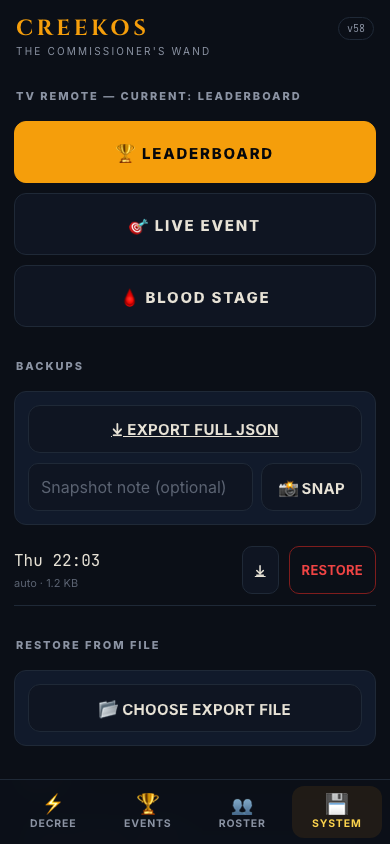 CREEKOS
v58
THE COMMISSIONER'S WAND
TV REMOTE — CURRENT: LEADERBOARD
🏆 LEADERBOARD
🎯 LIVE EVENT
🩸 BLOOD STAGE
BACKUPS
↓ EXPORT FULL JSON
Snapshot note (optional)
📸 SNAP
Thu 22:03
auto · 1.2 KB
↓
RESTORE
RESTORE FROM FILE
📂 CHOOSE EXPORT FILE
⚡ DECREE
🏆 EVENTS
👥 ROSTER
💾 SYSTEM